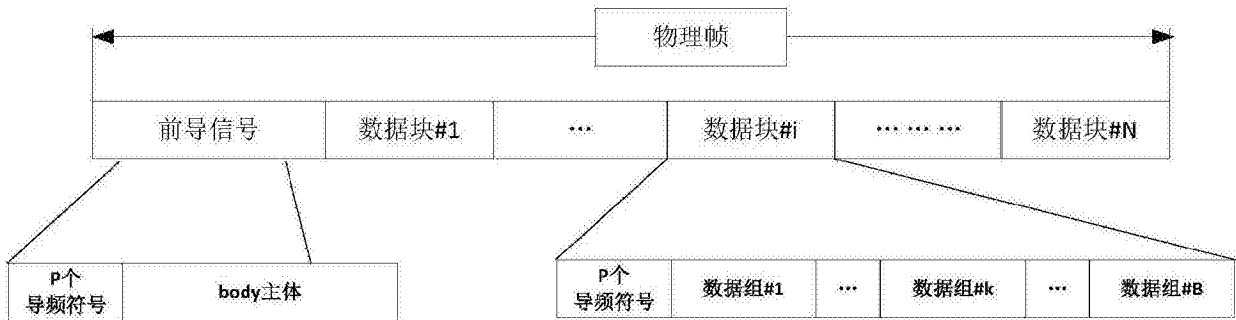 物理帧
前导信号 数据块#1 … 数据块#i … … … 数据块#N
P个
导频符号
body主体
P个
导频符号
数据组#1 … 数据组#k … 数据组#B